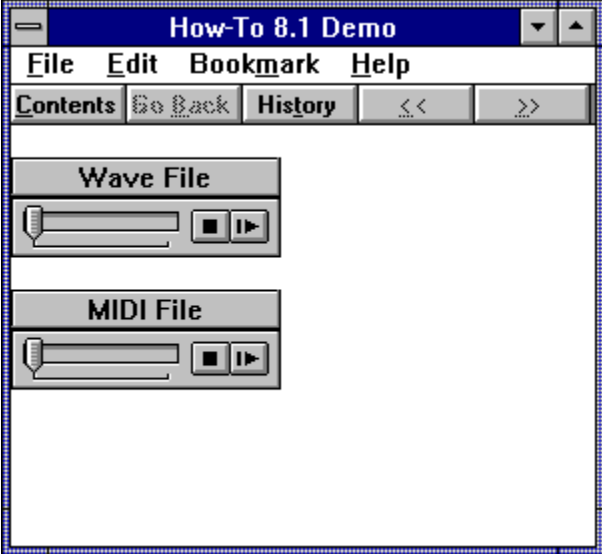 How-To 8.1 Demo
File Edit Bookmark Help
Contents Go Back History << >>
Wave File
MIDI File